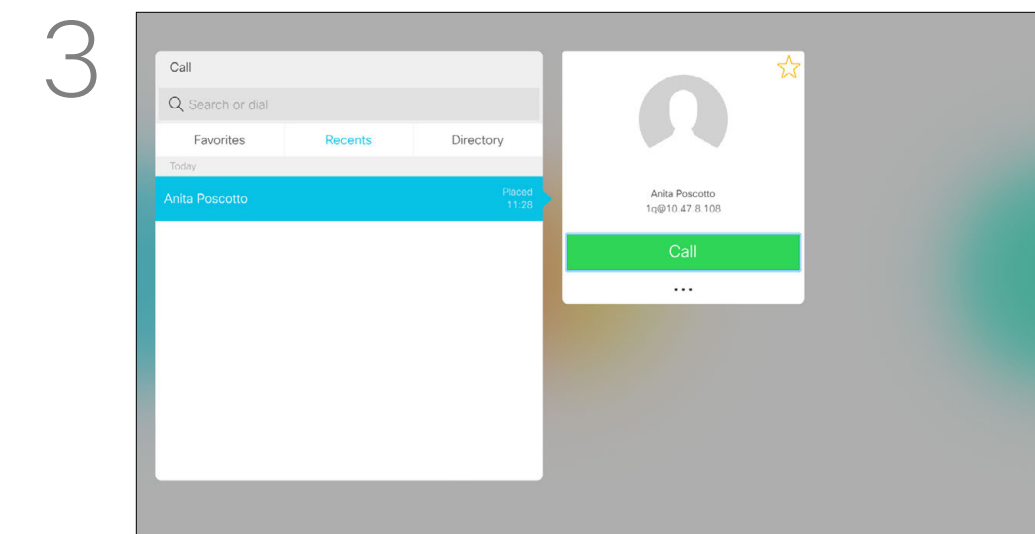 3
Call
Search or dial
Favorites Recents Directory
Today
Anita Poscotto Placed
11:28
Anita Poscotto
1q@10.47.8.108
Call
...